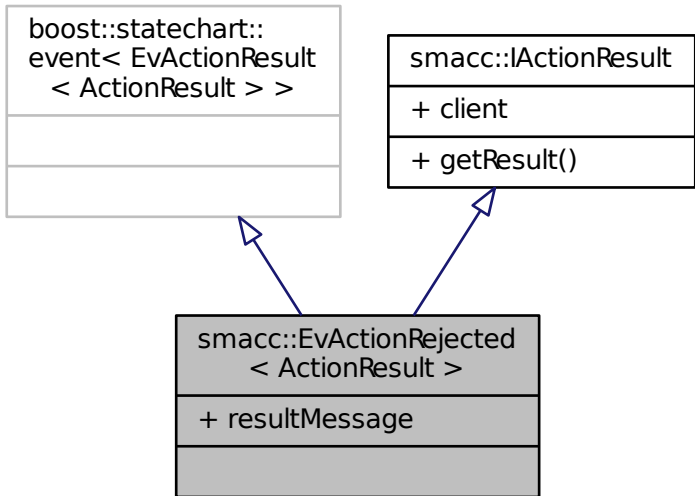 boost::statechart::
event< EvActionResult
< ActionResult > >
smacc::IActionResult
+ client
+ getResult()
smacc::EvActionRejected
< ActionResult >
+ resultMessage